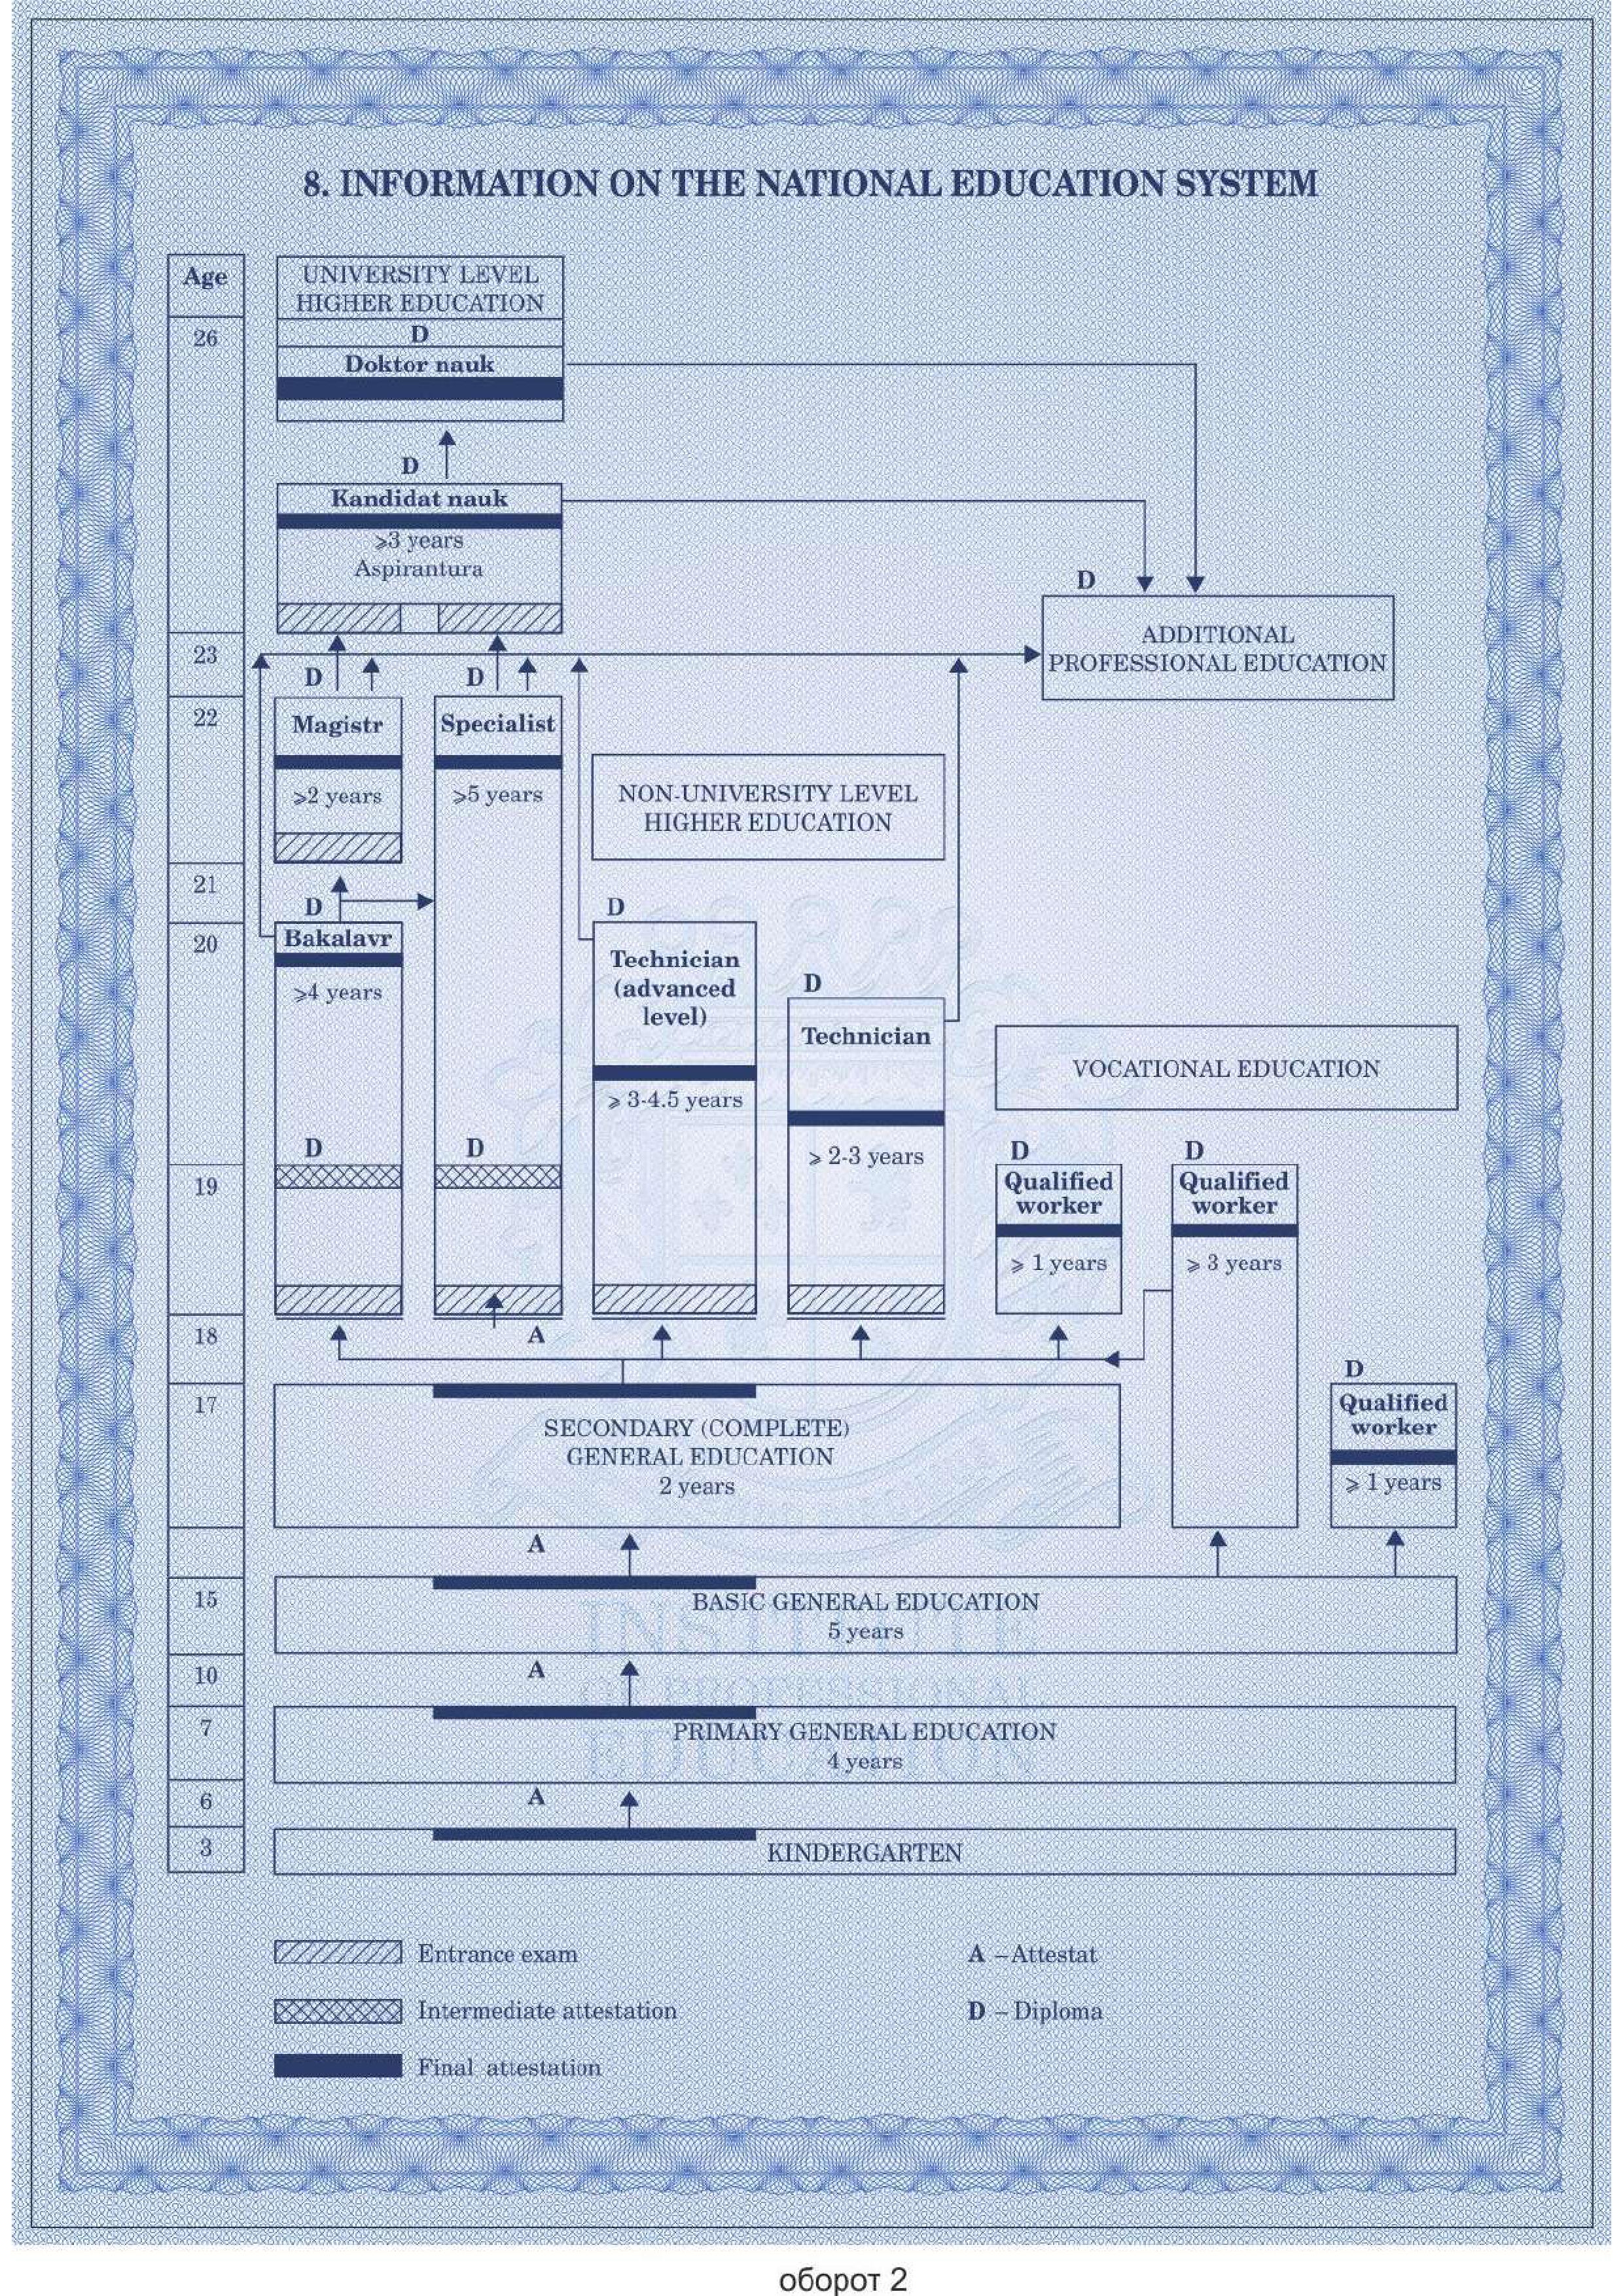 8. INFORMATION ON THE NATIONAL EDUCATION SYSTEM
Age
UNIVERSITY LEVEL
HIGHER EDUCATION
26
D
Doktor nauk
D
Kandidat nauk
⩾3 years
Aspirantura
D
ADDITIONAL
PROFESSIONAL EDUCATION
23
D
D
22
Magistr
Specialist
⩾2 years
⩾5 years
NON-UNIVERSITY LEVEL
HIGHER EDUCATION
21
D
D
20
Bakalavr
⩾4 years
Technician
(advanced
level)
⩾ 3-4.5 years
D
Technician
⩾ 2-3 years
VOCATIONAL EDUCATION
D
D
D
D
19
Qualified
worker
⩾ 1 years
Qualified
worker
⩾ 3 years
18
A
D
17
SECONDARY (COMPLETE)
GENERAL EDUCATION
2 years
Qualified
worker
⩾ 1 years
A
15
BASIC GENERAL EDUCATION
5 years
10
A
7
PRIMARY GENERAL EDUCATION
4 years
6
A
3
KINDERGARTEN
INSTITUTE
OF PROFESSIONAL
EDUCATION
Entrance exam
A – Attestat
Intermediate attestation
D – Diploma
Final attestation
оборот 2